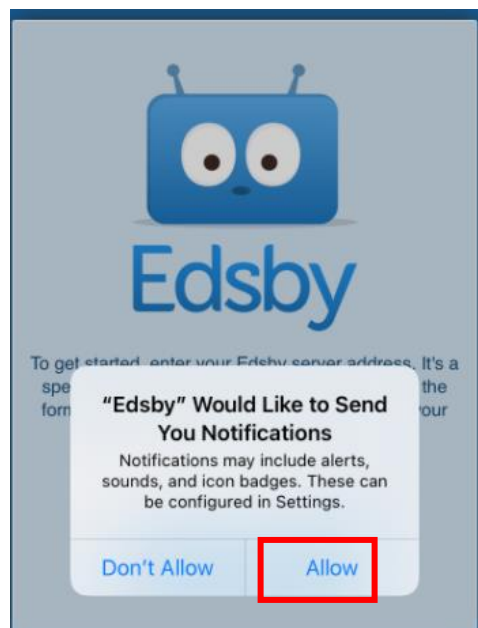 Edsby
To get started, enter your Edsby server address. It's a
spe the
form your
"Edsby" Would Like to Send
You Notifications
Notifications may include alerts,
sounds, and icon badges. These can
be configured in Settings.
Don't Allow Allow